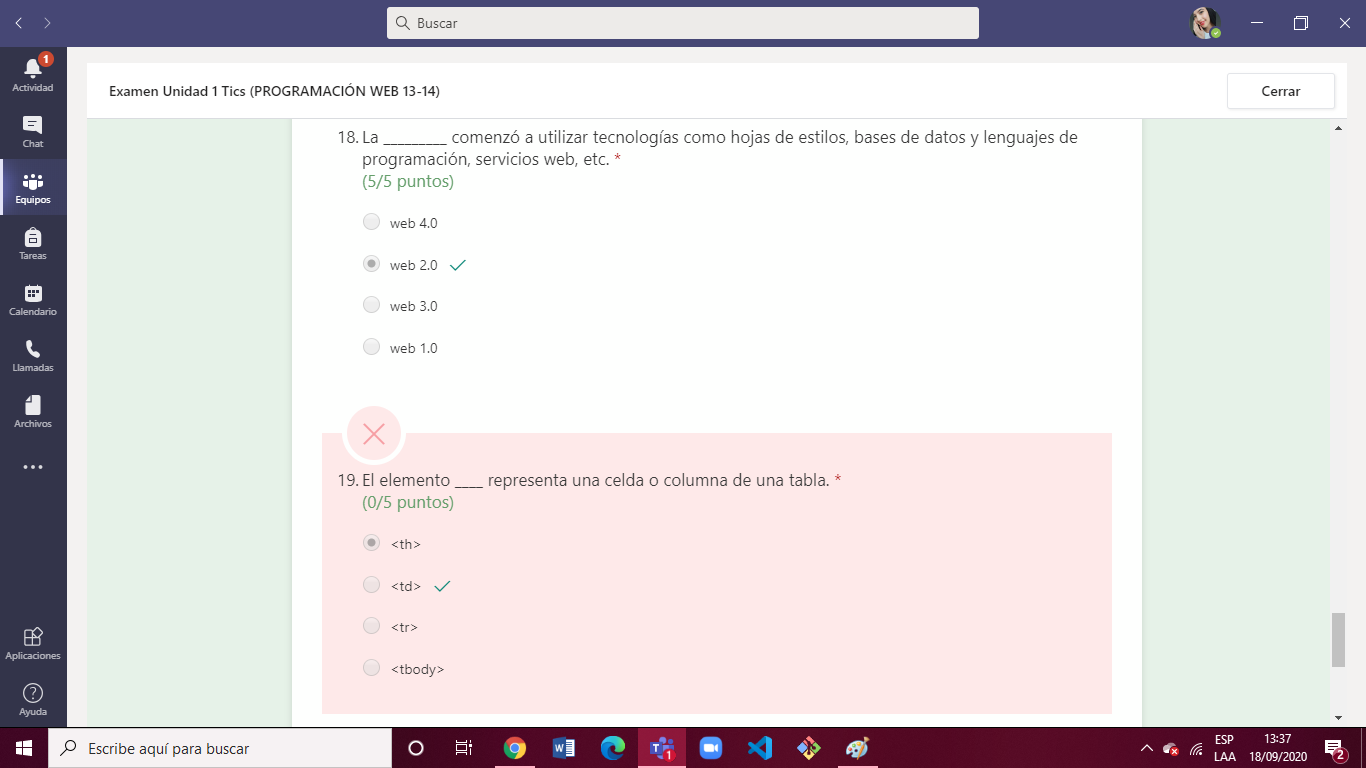 Buscar
1
Actividad
Chat
Equipos
Tareas
Calendario
Llamadas
Archivos
Aplicaciones
Ayuda
Examen Unidad 1 Tics (PROGRAMACIÓN WEB 13-14)
Cerrar
18. La _________ comenzó a utilizar tecnologías como hojas de estilos, bases de datos y lenguajes de
programación, servicios web, etc. *
(5/5 puntos)
web 4.0
web 2.0
web 3.0
web 1.0
19. El elemento ____ representa una celda o columna de una tabla. *
(0/5 puntos)
<th>
<td>
<tr>
<tbody>
Escribe aquí para buscar
1
ESP
LAA
13:37
18/09/2020
2